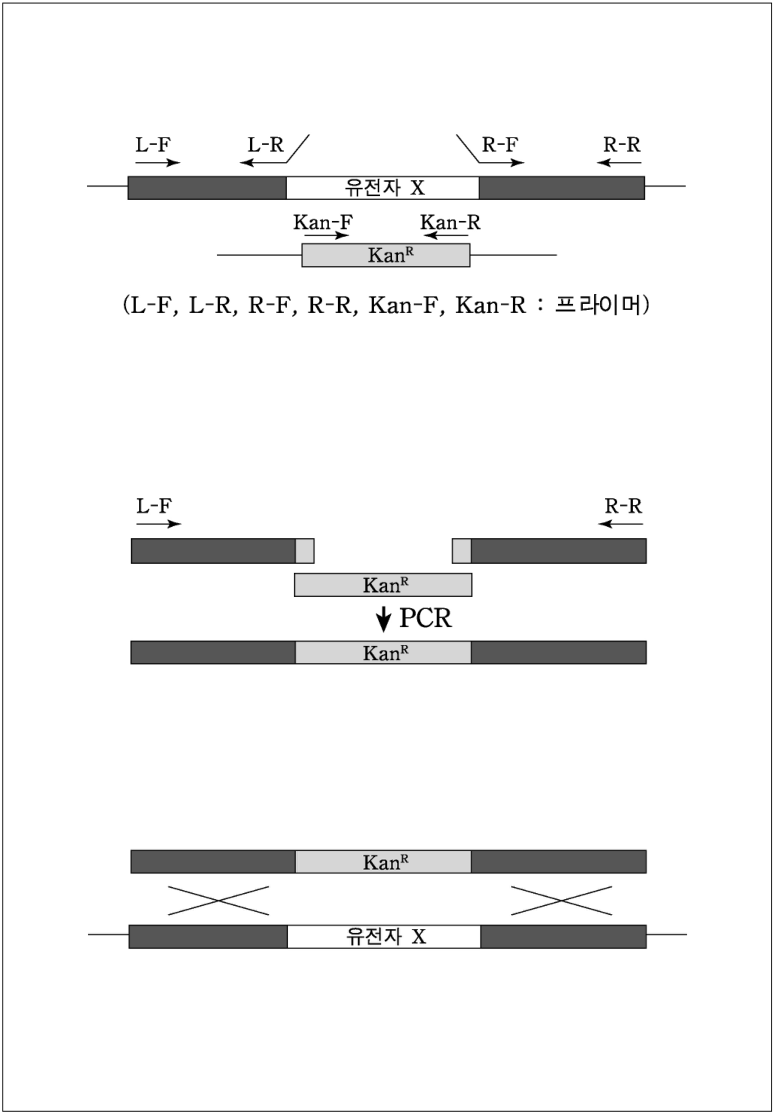 L-F L-R R-F R-R
유전자 X
Kan-F Kan-R
Kanᴿ
(L-F, L-R, R-F, R-R, Kan-F, Kan-R : 프라이머)
L-F R-R
Kanᴿ
PCR
Kanᴿ
Kanᴿ
유전자 X